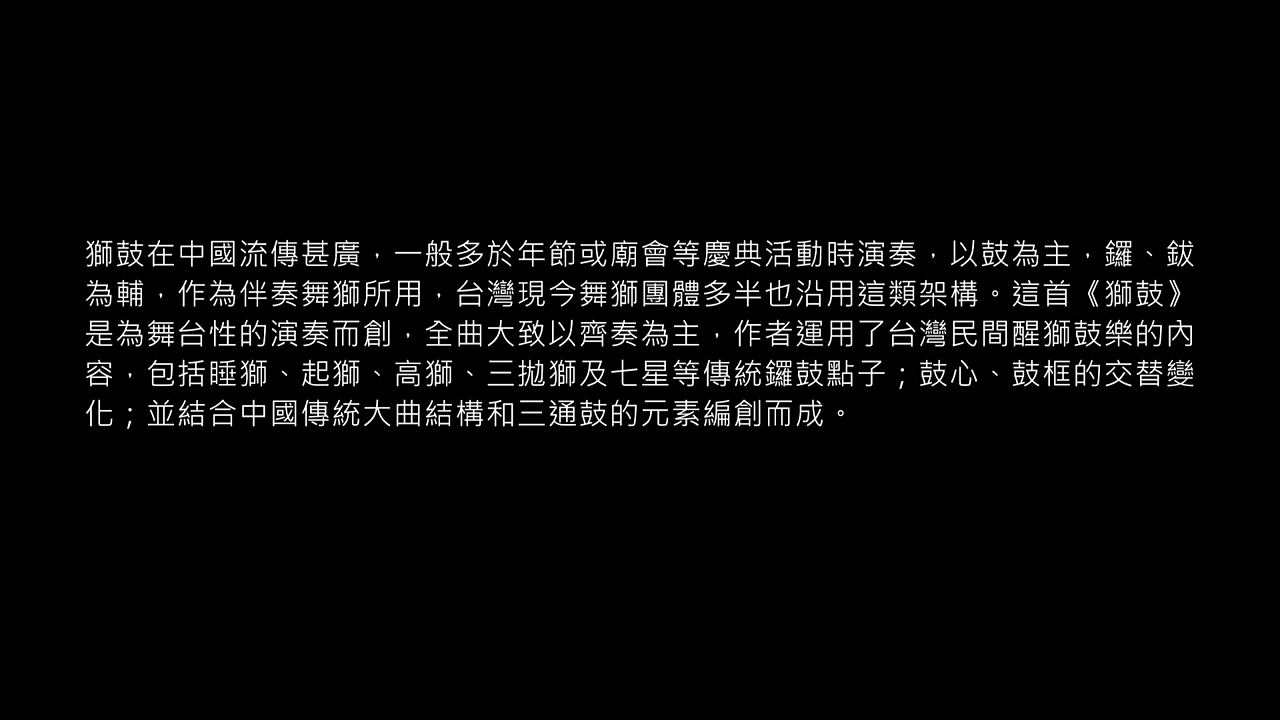 獅鼓在中國流傳甚廣，一般多於年節或廟會等慶典活動時演奏，以鼓為主，鑼、鈸
為輔，作為伴奏舞獅所用，台灣現今舞獅團體多半也沿用這類架構。這首《獅鼓》
是為舞台性的演奏而創，全曲大致以齊奏為主，作者運用了台灣民間醒獅鼓樂的內
容，包括睡獅、起獅、高獅、三拋獅及七星等傳統鑼鼓點子；鼓心、鼓框的交替變
化；並結合中國傳統大曲結構和三通鼓的元素編創而成。